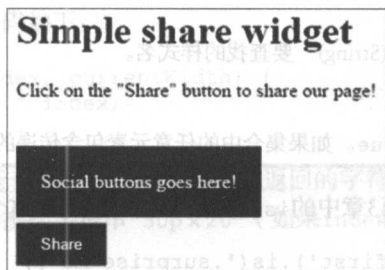 Simple share widget
Click on the "Share" button to share our page!
Social buttons goes here!
Share